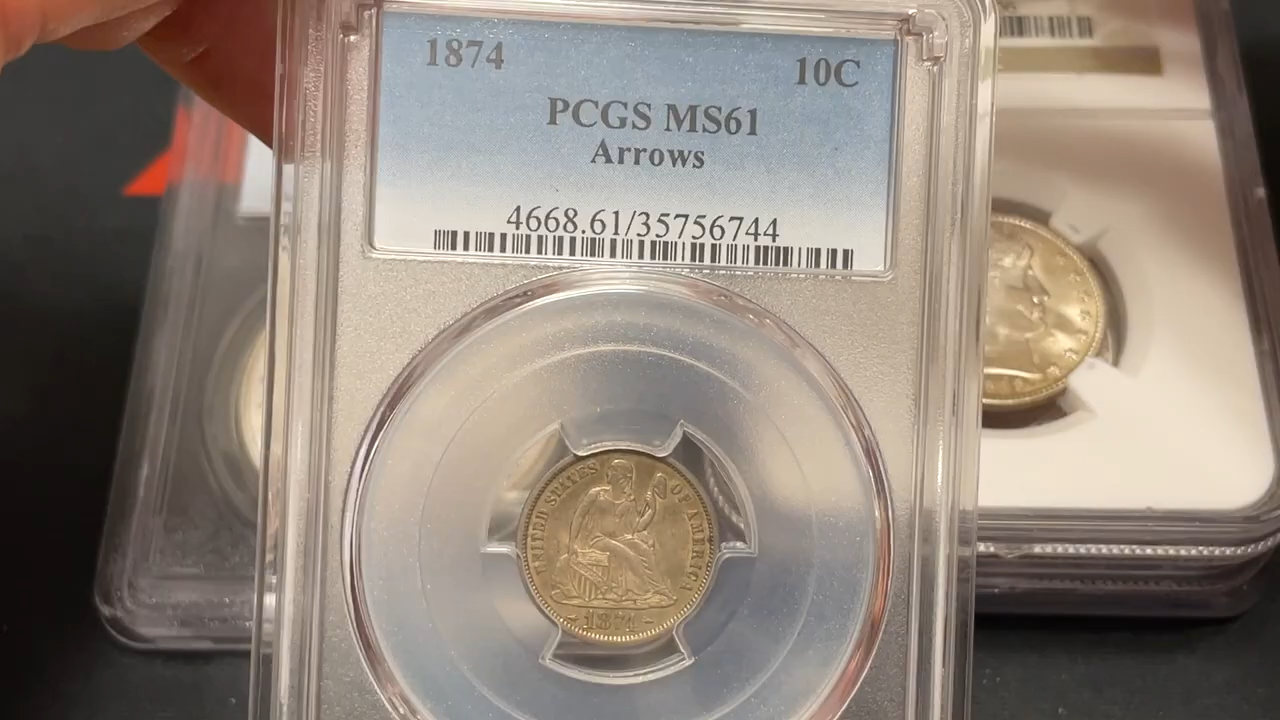 1874
10C
PCGS MS61
Arrows
4668.61/35756744
UNITED STATES OF AMERICA
1874